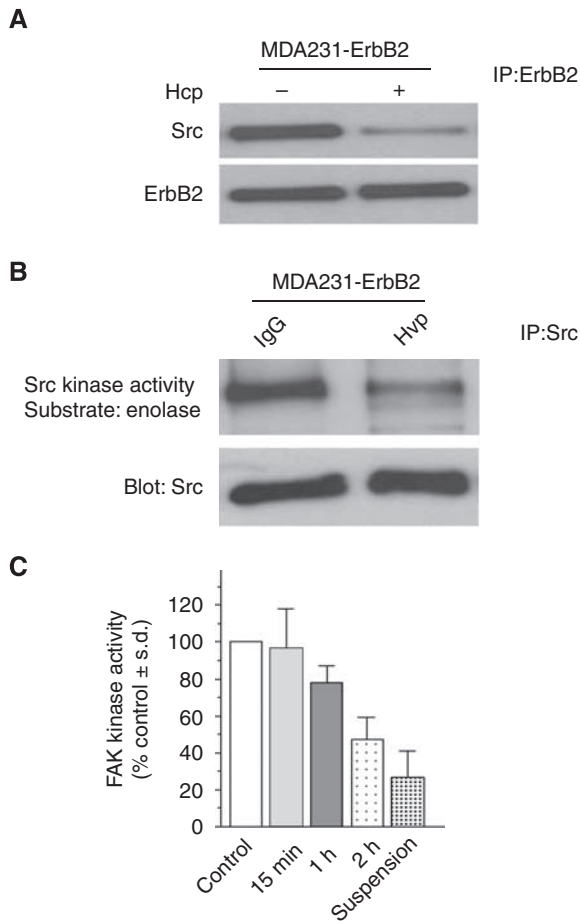 A
MDA231-ErbB2
IP:ErbB2
Hcp – +
Src
ErbB2
B
MDA231-ErbB2
IgG Hvp
IP:Src
Src kinase activity
Substrate: enolase
Blot: Src
C
FAK kinase activity
(% control ± s.d.)
120
100
80
60
40
20
0
Control
15 min
1 h
2 h
Suspension